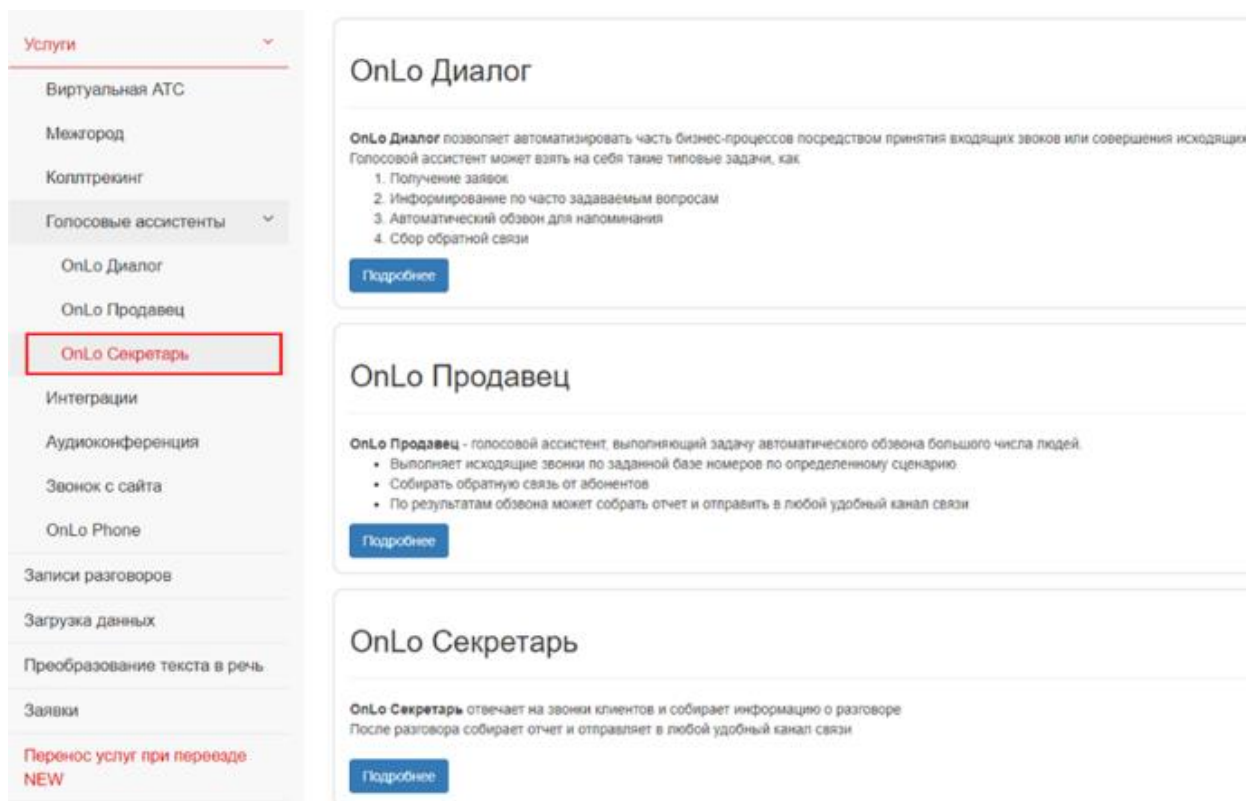 Услуги
Виртуальная АТС
Межгород
Коллтрекинг
Голосовые ассистенты
OnLo Диалог
OnLo Продавец
OnLo Секретарь
Интеграции
Аудиоконференция
Звонок с сайта
OnLo Phone
Записи разговоров
Загрузка данных
Преобразование текста в речь
Заявки
Перенос услуг при переезде
NEW
OnLo Диалог
OnLo Диалог позволяет автоматизировать часть бизнес-процессов посредством принятия входящих звоков или совершения исходящих
Голосовой ассистент может взять на себя такие типовые задачи, как
1. Получение заявок
2. Информирование по часто задаваемым вопросам
3. Автоматический обзвон для напоминания
4. Сбор обратной связи
Подробнее
OnLo Продавец
OnLo Продавец - голосовой ассистент, выполняющий задачу автоматического обзвона большого числа людей.
• Выполняет исходящие звонки по заданной базе номеров по определенному сценарию
• Собирать обратную связь от абонентов
• По результатам обзвона может собрать отчет и отправить в любой удобный канал связи
Подробнее
OnLo Секретарь
OnLo Секретарь отвечает на звонки клиентов и собирает информацию о разговоре
После разговора собирает отчет и отправляет в любой удобный канал связи
Подробнее